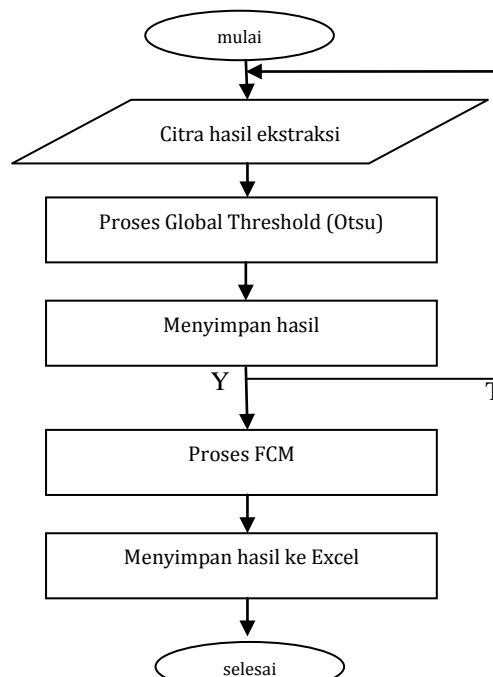 mulai
Citra hasil ekstraksi
Proses Global Threshold (Otsu)
Menyimpan hasil
Y
T
Proses FCM
Menyimpan hasil ke Excel
selesai